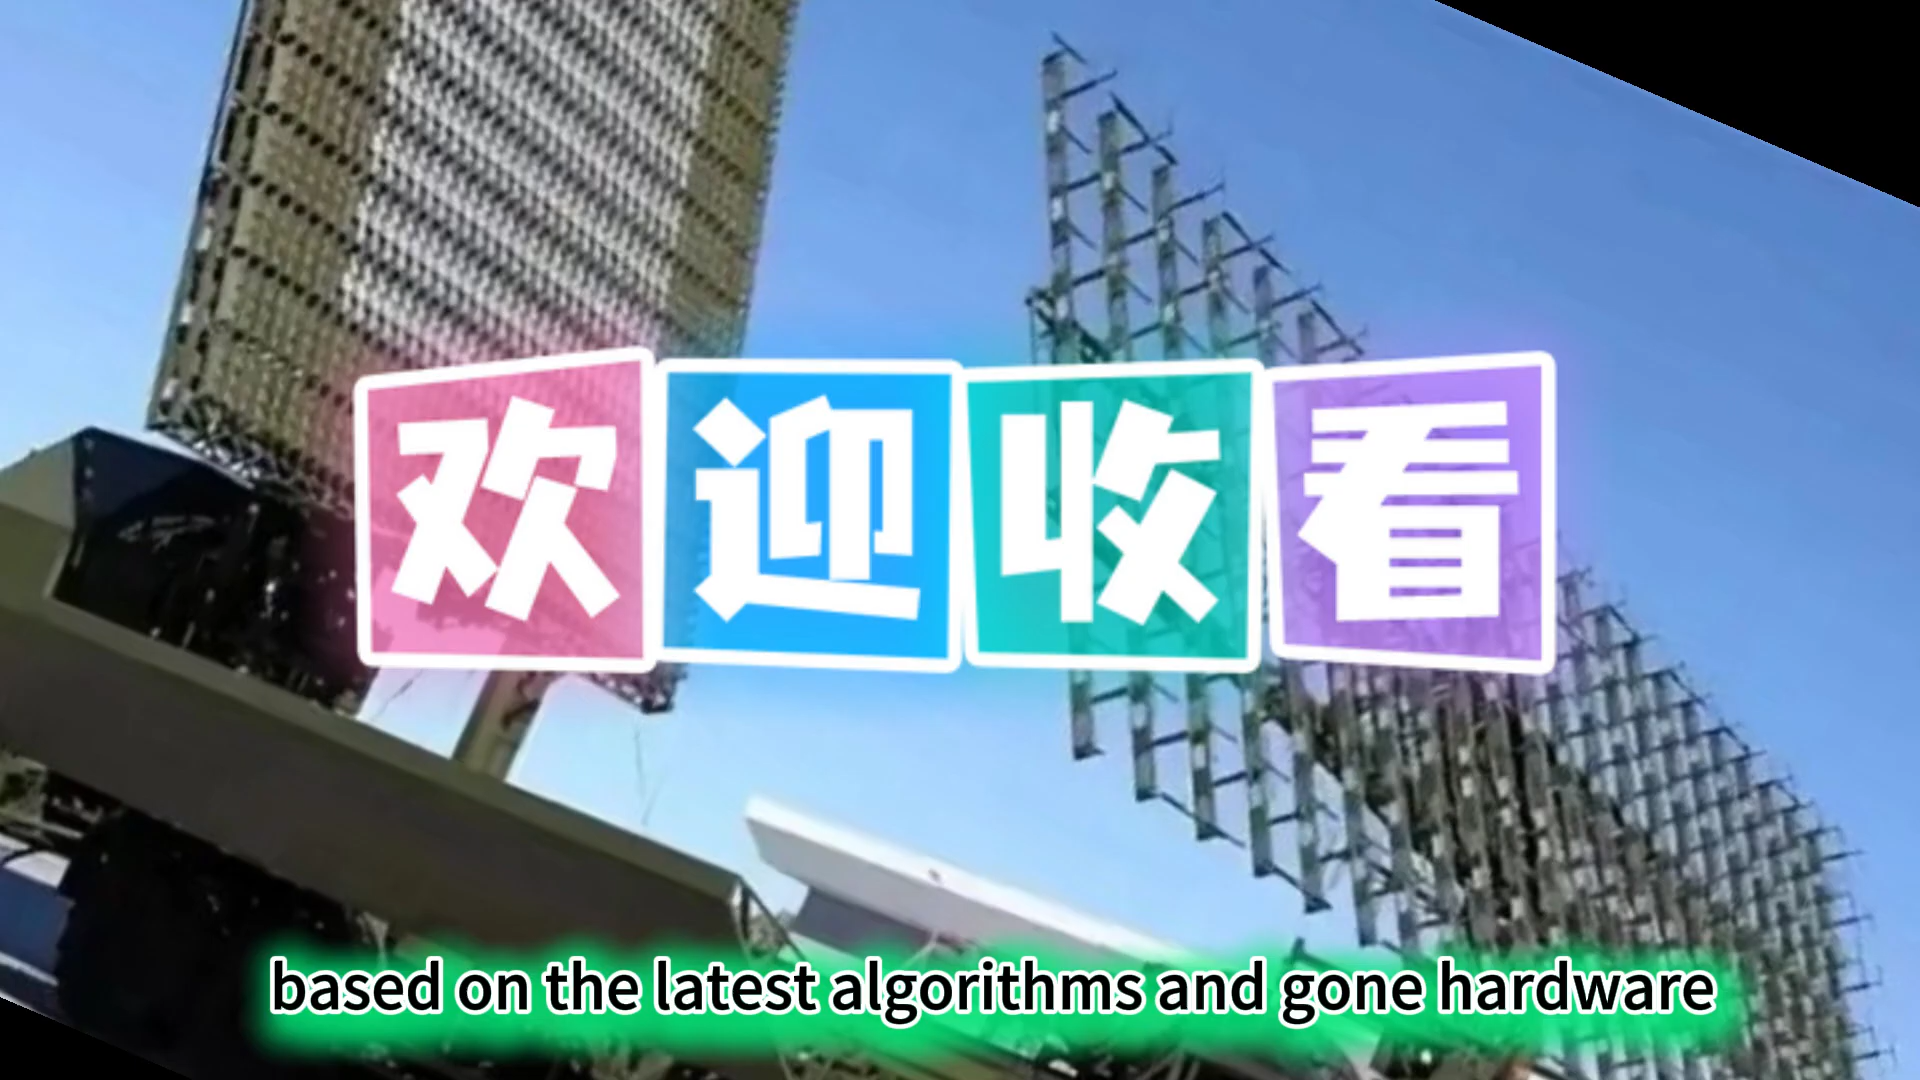 欢迎收看
based on the latest algorithms and gone hardware